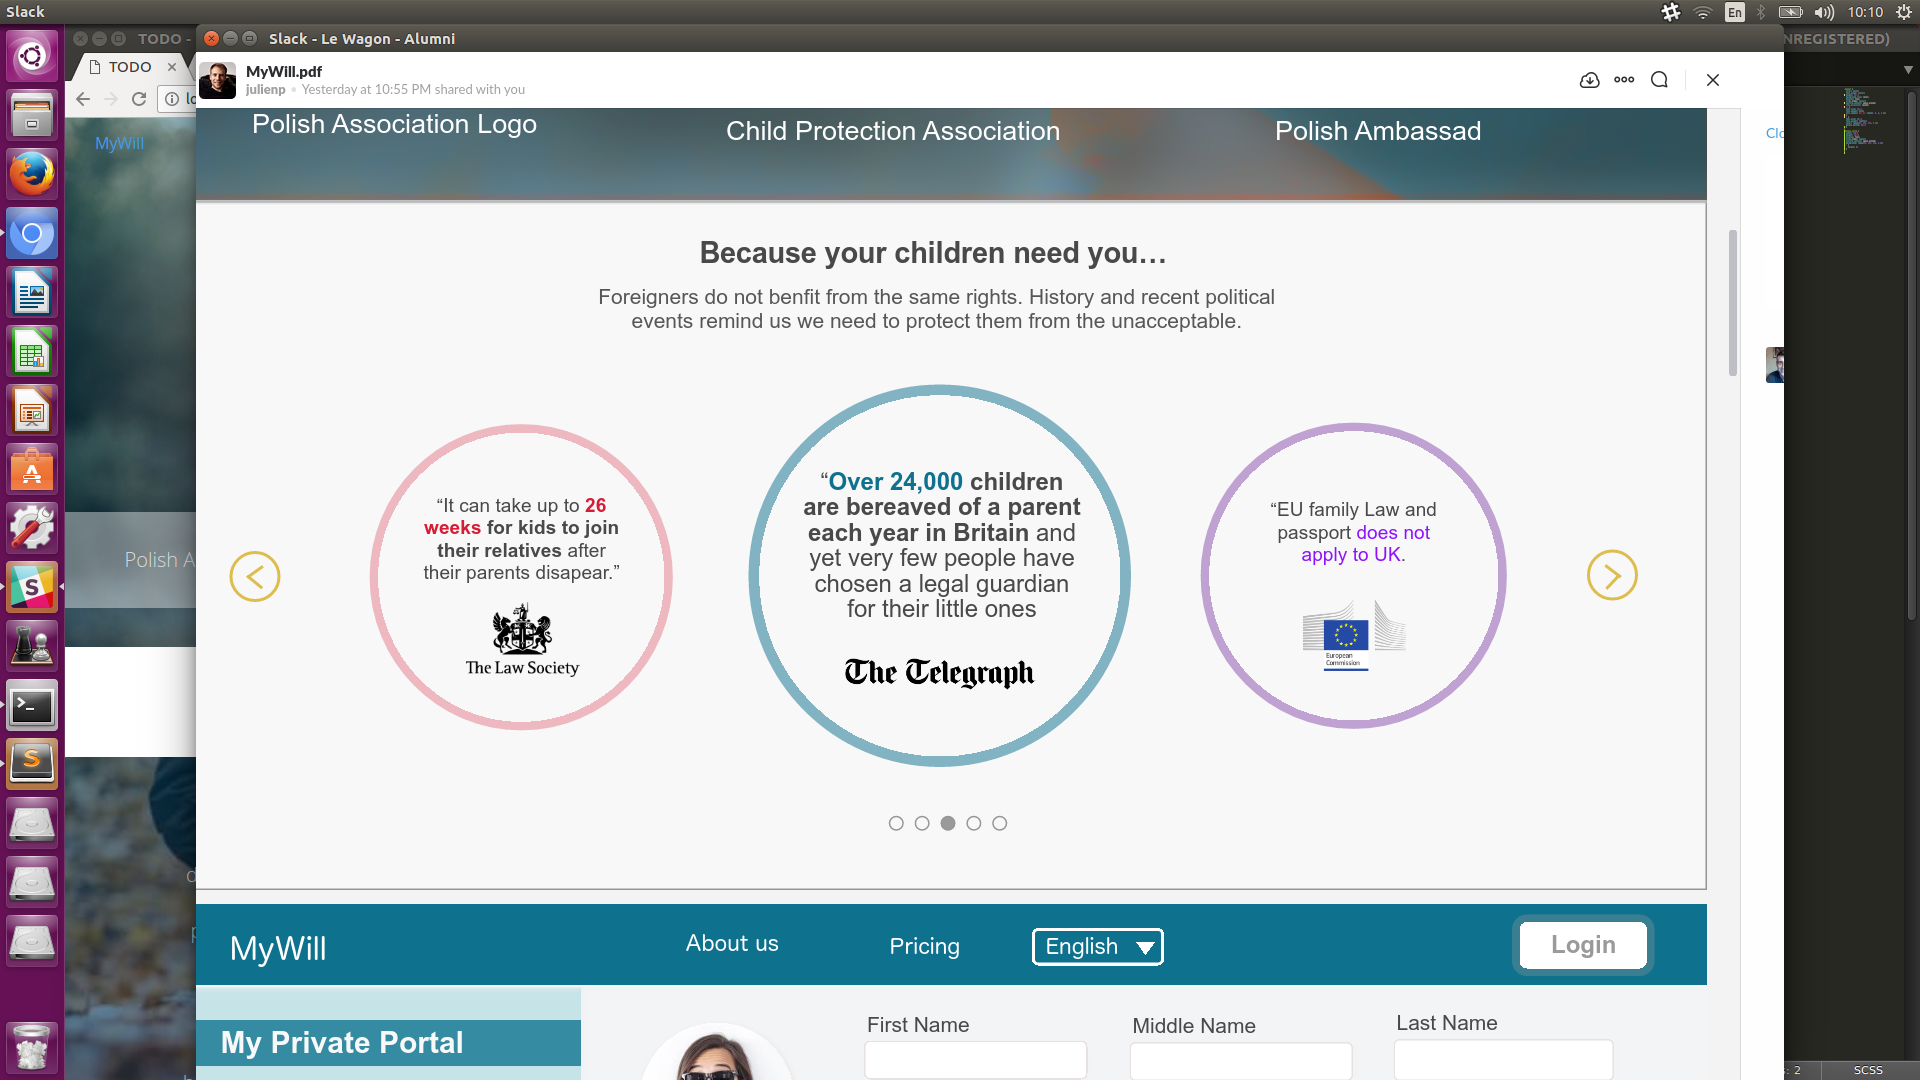 Slack
En
10:10
TODO -
Slack - Le Wagon - Alumni
NREGISTERED)
TODO
MyWill.pdf
julienp • Yesterday at 10:55 PM shared with you
MyWill
Polish Association Logo
Child Protection Association
Polish Ambassad
Because your children need you…
Foreigners do not benfit from the same rights. History and recent political
events remind us we need to protect them from the unacceptable.
“It can take up to 26
weeks for kids to join
their relatives after
their parents disapear.”
The Law Society
“Over 24,000 children
are bereaved of a parent
each year in Britain and
yet very few people have
chosen a legal guardian
for their little ones
The Telegraph
“EU family Law and
passport does not
apply to UK.
European
Commission
Polish A
MyWill
About us
Pricing
English
Login
My Private Portal
First Name
Middle Name
Last Name
: 2
SCSS